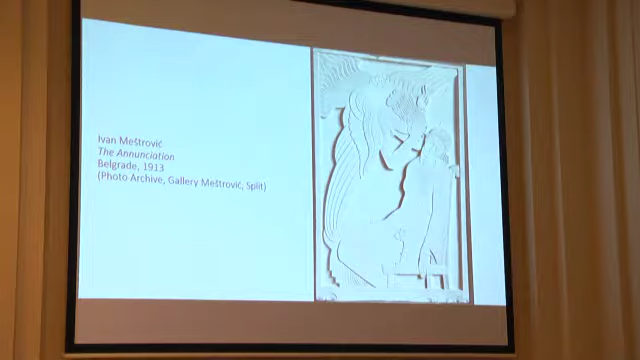 Ivan Meštrović
The Annunciation
Belgrade, 1913
(Photo Archive, Gallery Meštrović, Split)